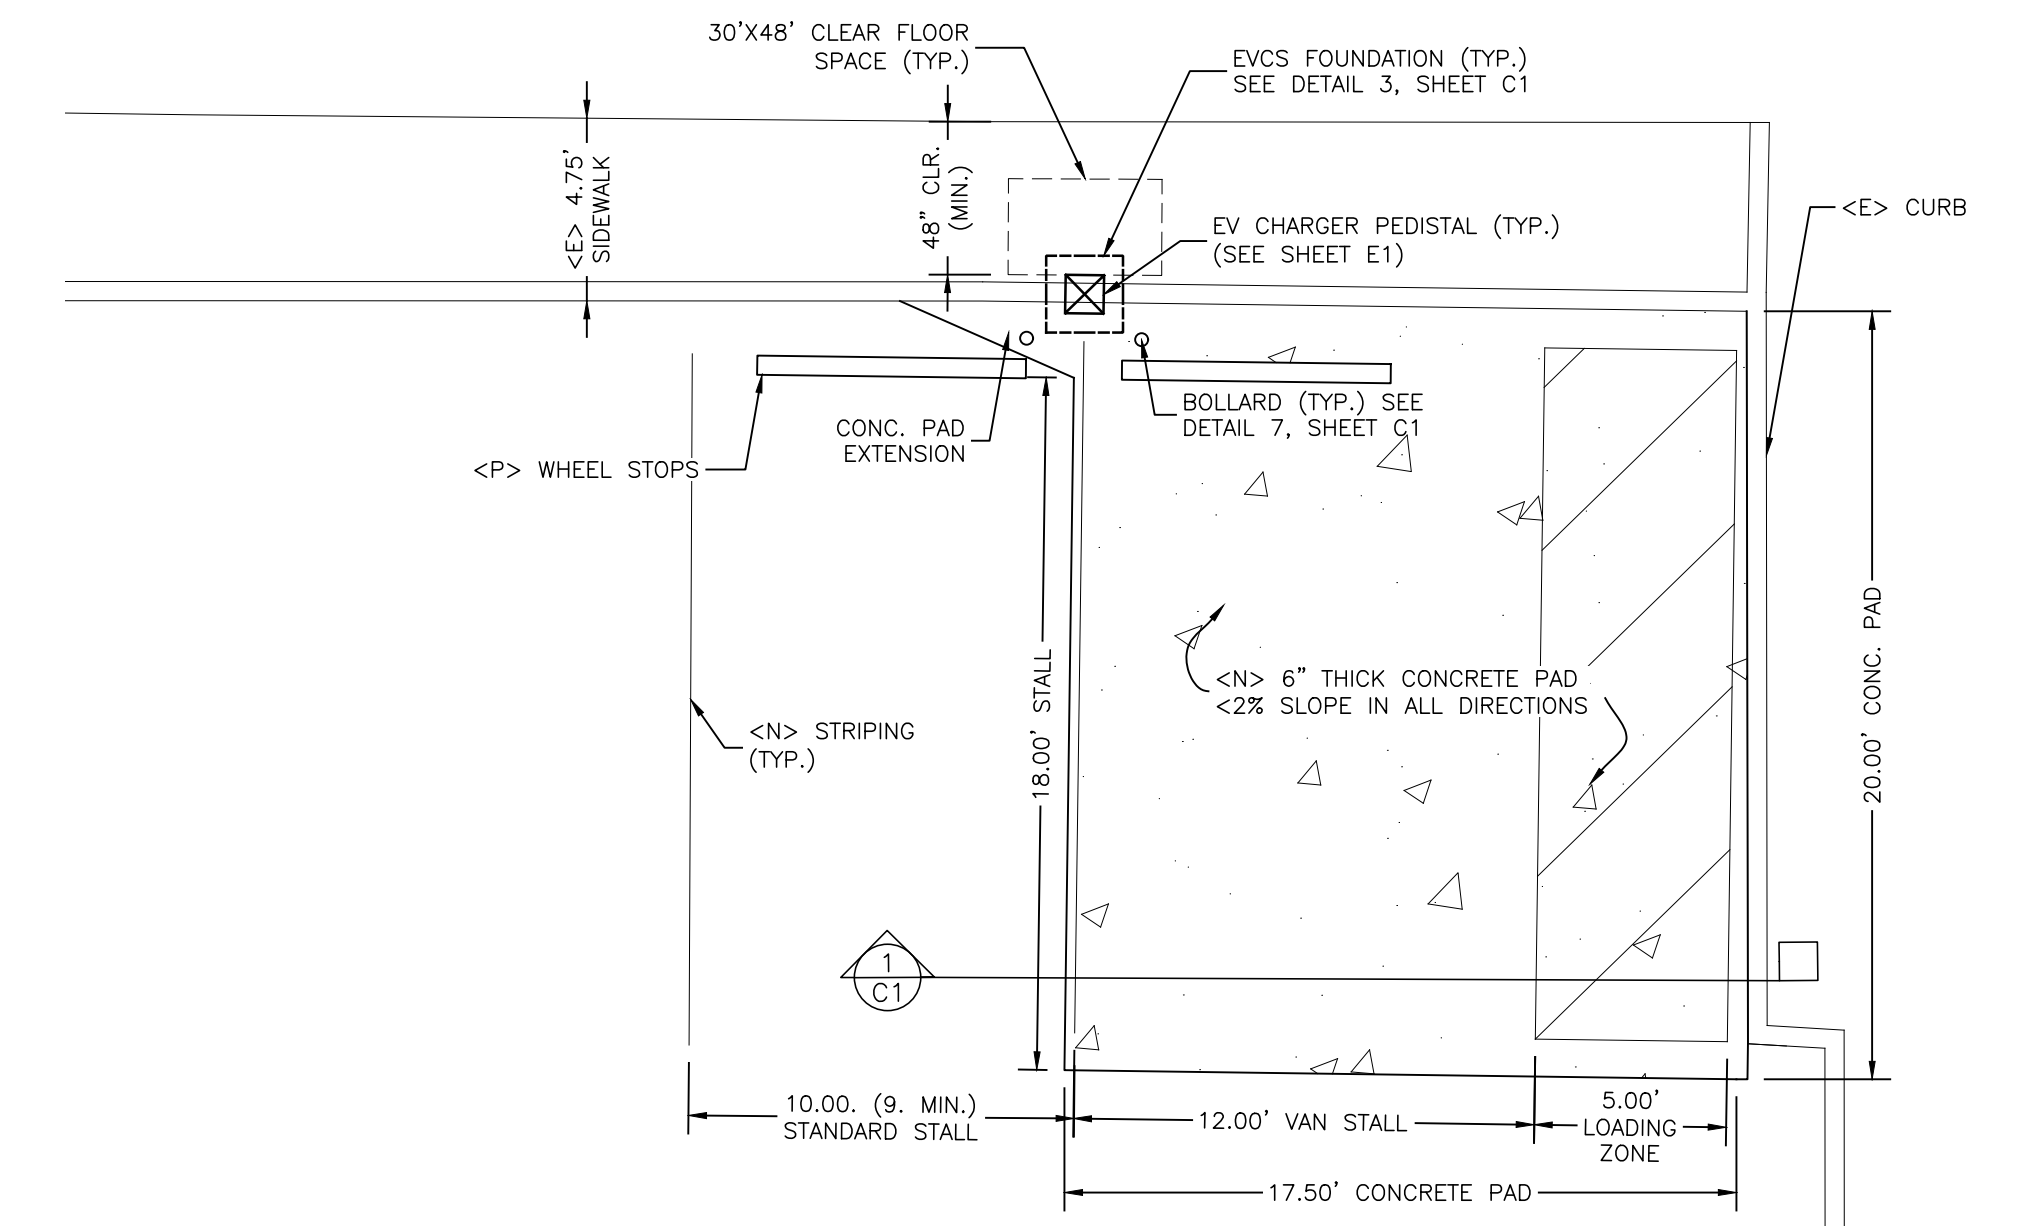 30'X48' CLEAR FLOOR
SPACE (TYP.)
EVCS FOUNDATION (TYP.)
SEE DETAIL 3, SHEET C1
<E> 4.75'
SIDEWALK
48" CLR.
(MIN.)
EV CHARGER PEDISTAL (TYP.)
(SEE SHEET E1)
<E> CURB
BOLLARD (TYP.) SEE
DETAIL 7, SHEET C1
CONC. PAD
EXTENSION
<P> WHEEL STOPS
18.00' STALL
<N> 6" THICK CONCRETE PAD
<2% SLOPE IN ALL DIRECTIONS
20.00' CONC. PAD
<N> STRIPING
(TYP.)
1
C1
10.00. (9. MIN.)
STANDARD STALL
12.00' VAN STALL
5.00'
LOADING
ZONE
17.50' CONCRETE PAD